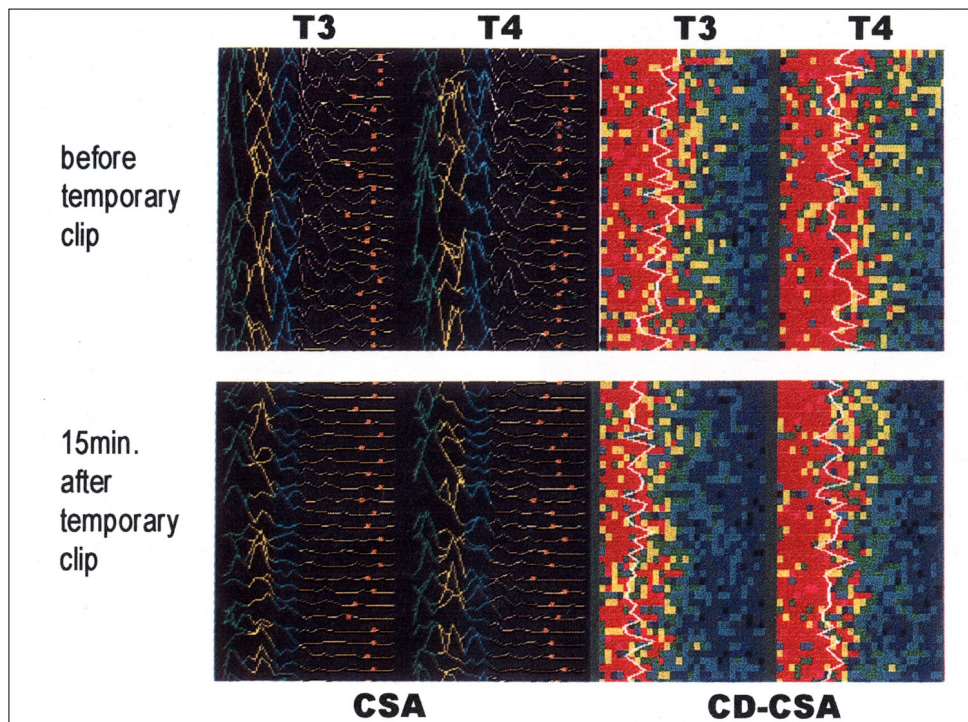 T3 T4 T3 T4
before
temporary
clip
15min.
after
temporary
clip
CSA CD-CSA